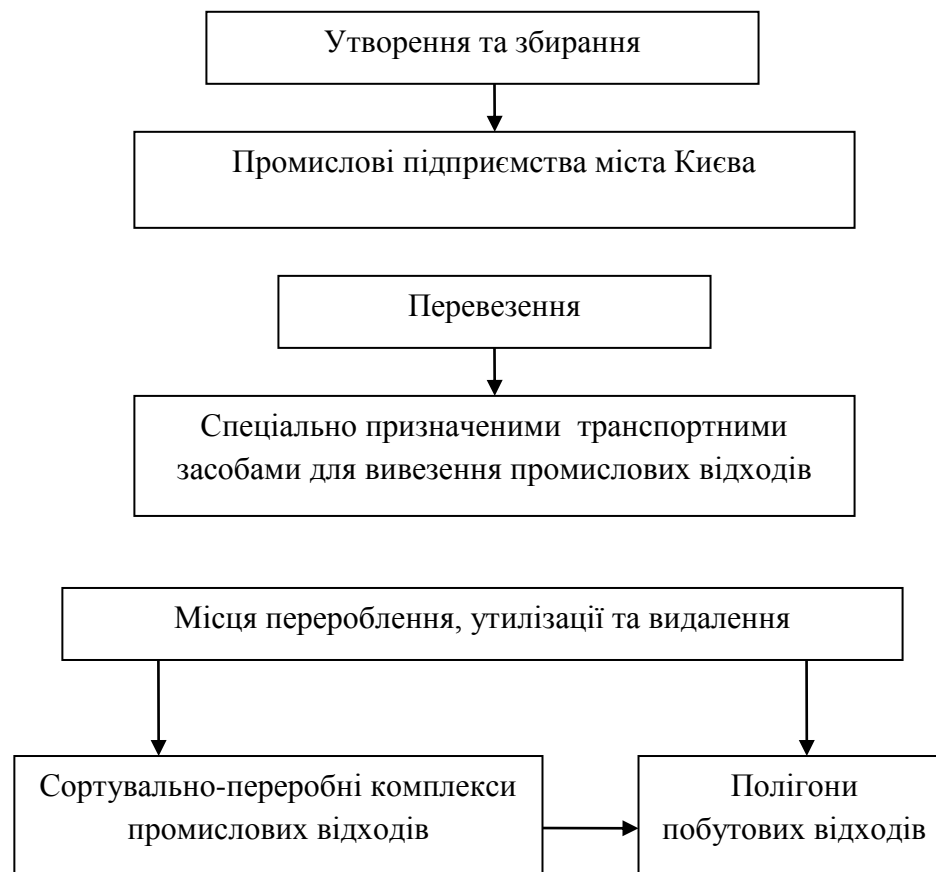 Утворення та збирання
Промислові підприємства міста Києва
Перевезення
Спеціально призначеними  транспортними
засобами для вивезення промислових відходів
Місця перероблення, утилізації та видалення
Сортувально-переробні комплекси
промислових відходів
Полігони
побутових відходів